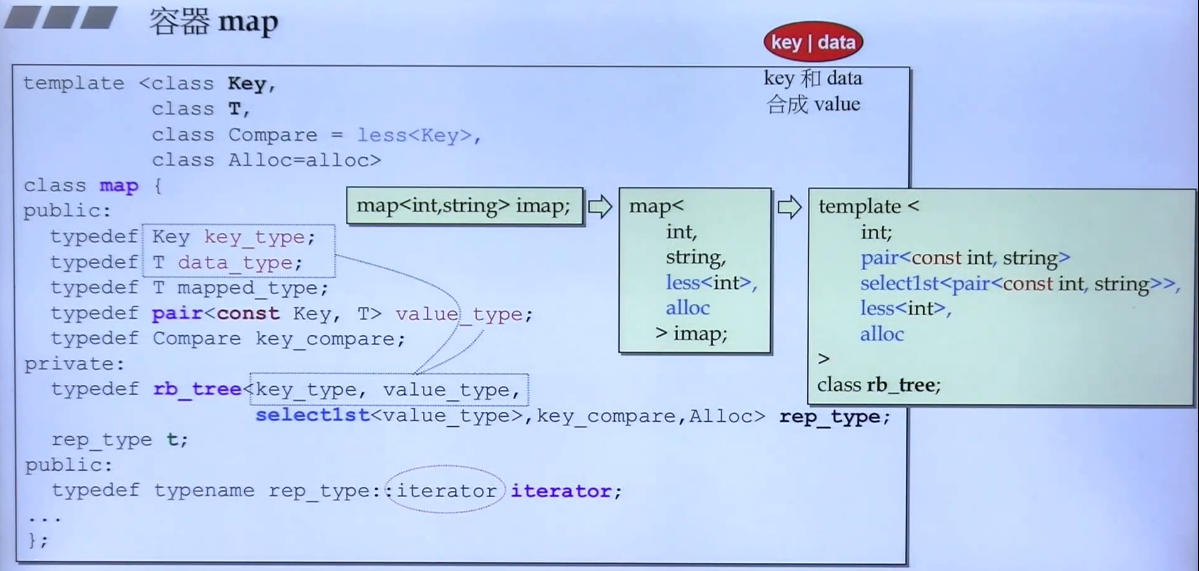 容器 map
key | data
key 和 data
合成 value
template <class Key,
class T,
class Compare = less<Key>,
class Alloc=alloc>
class map {
public:
typedef Key key_type;
typedef T data_type;
typedef T mapped_type;
typedef pair<const Key, T> value_type;
typedef Compare key_compare;
private:
typedef rb_tree<key_type, value_type,
select1st<value_type>,key_compare,Alloc> rep_type;
rep_type t;
public:
typedef typename rep_type::iterator iterator;
...
};
map<int,string> imap;
map<
int,
string,
less<int>,
alloc
> imap;
template <
int;
pair<const int, string>
select1st<pair<const int, string>>,
less<int>,
alloc
>
class rb_tree;